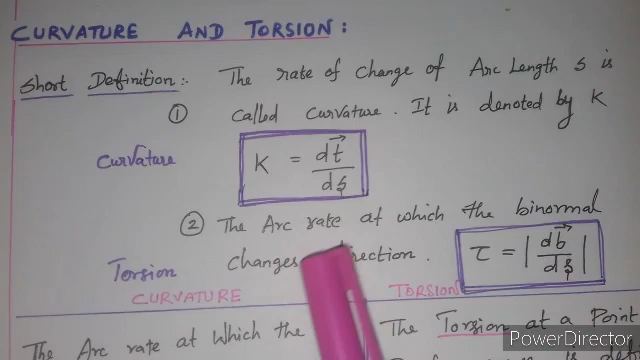 CURVATURE AND TORSION:
Short Definition:- The rate of change of Arc Length s is
① called curvature. It is denoted by K
Curvature K = dt⃗/ds
② The Arc rate at which the binormal
Torsion changes direction. τ = |db⃗/ds|
CURVATURE TORSION
The Arc rate at Which the The Torsion at a Point
PowerDirector